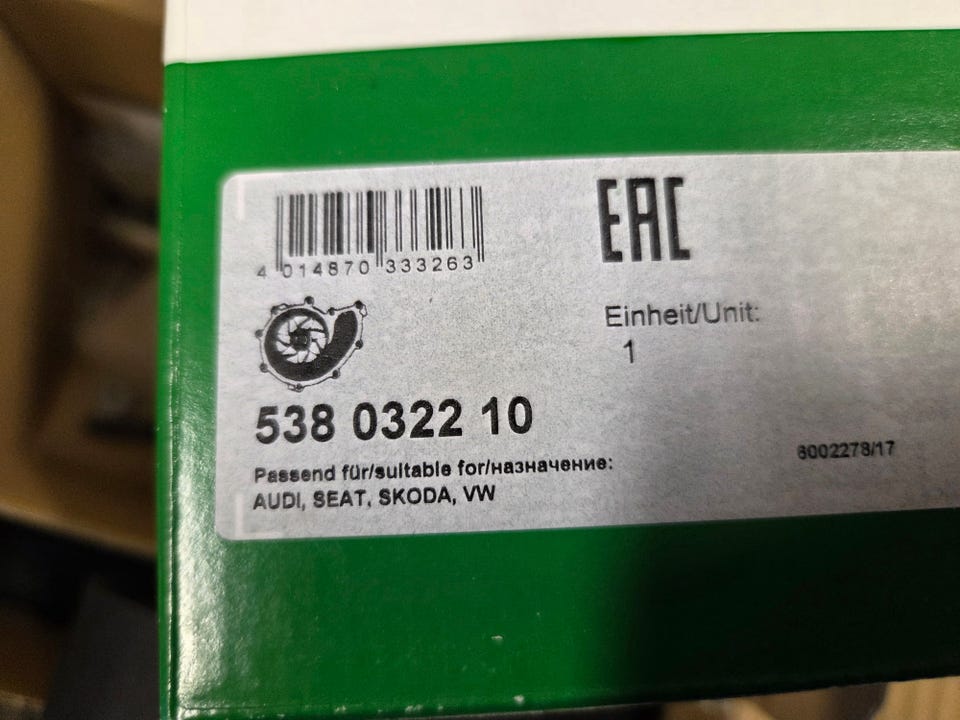 4 014870 333263
EAC
Einheit/Unit:
1
538 0322 10
6002278/17
Passend für/suitable for/назначение:
AUDI, SEAT, SKODA, VW